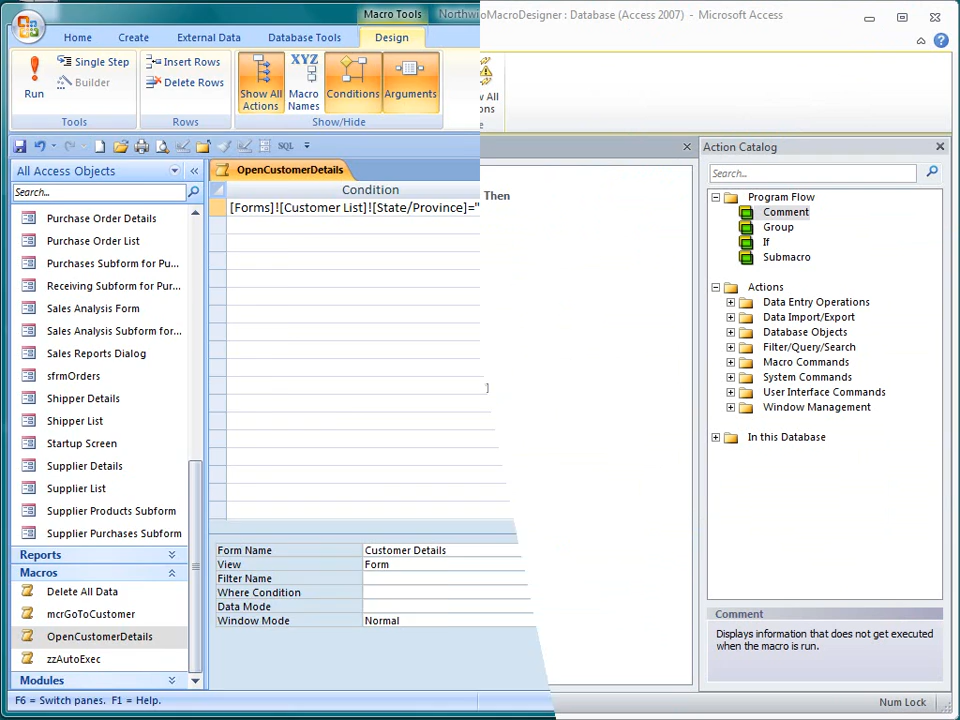 Macro Tools
NorthwindMacroDesigner : Database (Access 2007) - Microsoft Access
Home
Create
External Data
Database Tools
Design
Run
Single Step
Builder
Tools
Insert Rows
Delete Rows
Rows
Show All
Actions
XYZ
Macro
Names
Conditions
Arguments
Show/Hide
SQL
All Access Objects
Search...
Purchase Order Details
Purchase Order List
Purchases Subform for Pu...
Receiving Subform for Pur...
Sales Analysis Form
Sales Analysis Subform for...
Sales Reports Dialog
sfrmOrders
Shipper Details
Shipper List
Startup Screen
Supplier Details
Supplier List
Supplier Products Subform
Supplier Purchases Subform
Reports
Macros
Delete All Data
mcrGoToCustomer
OpenCustomerDetails
zzAutoExec
Modules
OpenCustomerDetails
Condition
[Forms]![Customer List]![State/Province]="
Then
]
Form Name Customer Details
View Form
Filter Name
Where Condition
Data Mode
Window Mode Normal
Action Catalog
Search...
Program Flow
Comment
Group
If
Submacro
Actions
Data Entry Operations
Data Import/Export
Database Objects
Filter/Query/Search
Macro Commands
System Commands
User Interface Commands
Window Management
In this Database
Comment
Displays information that does not get executed
when the macro is run.
F6 = Switch panes. F1 = Help.
Num Lock